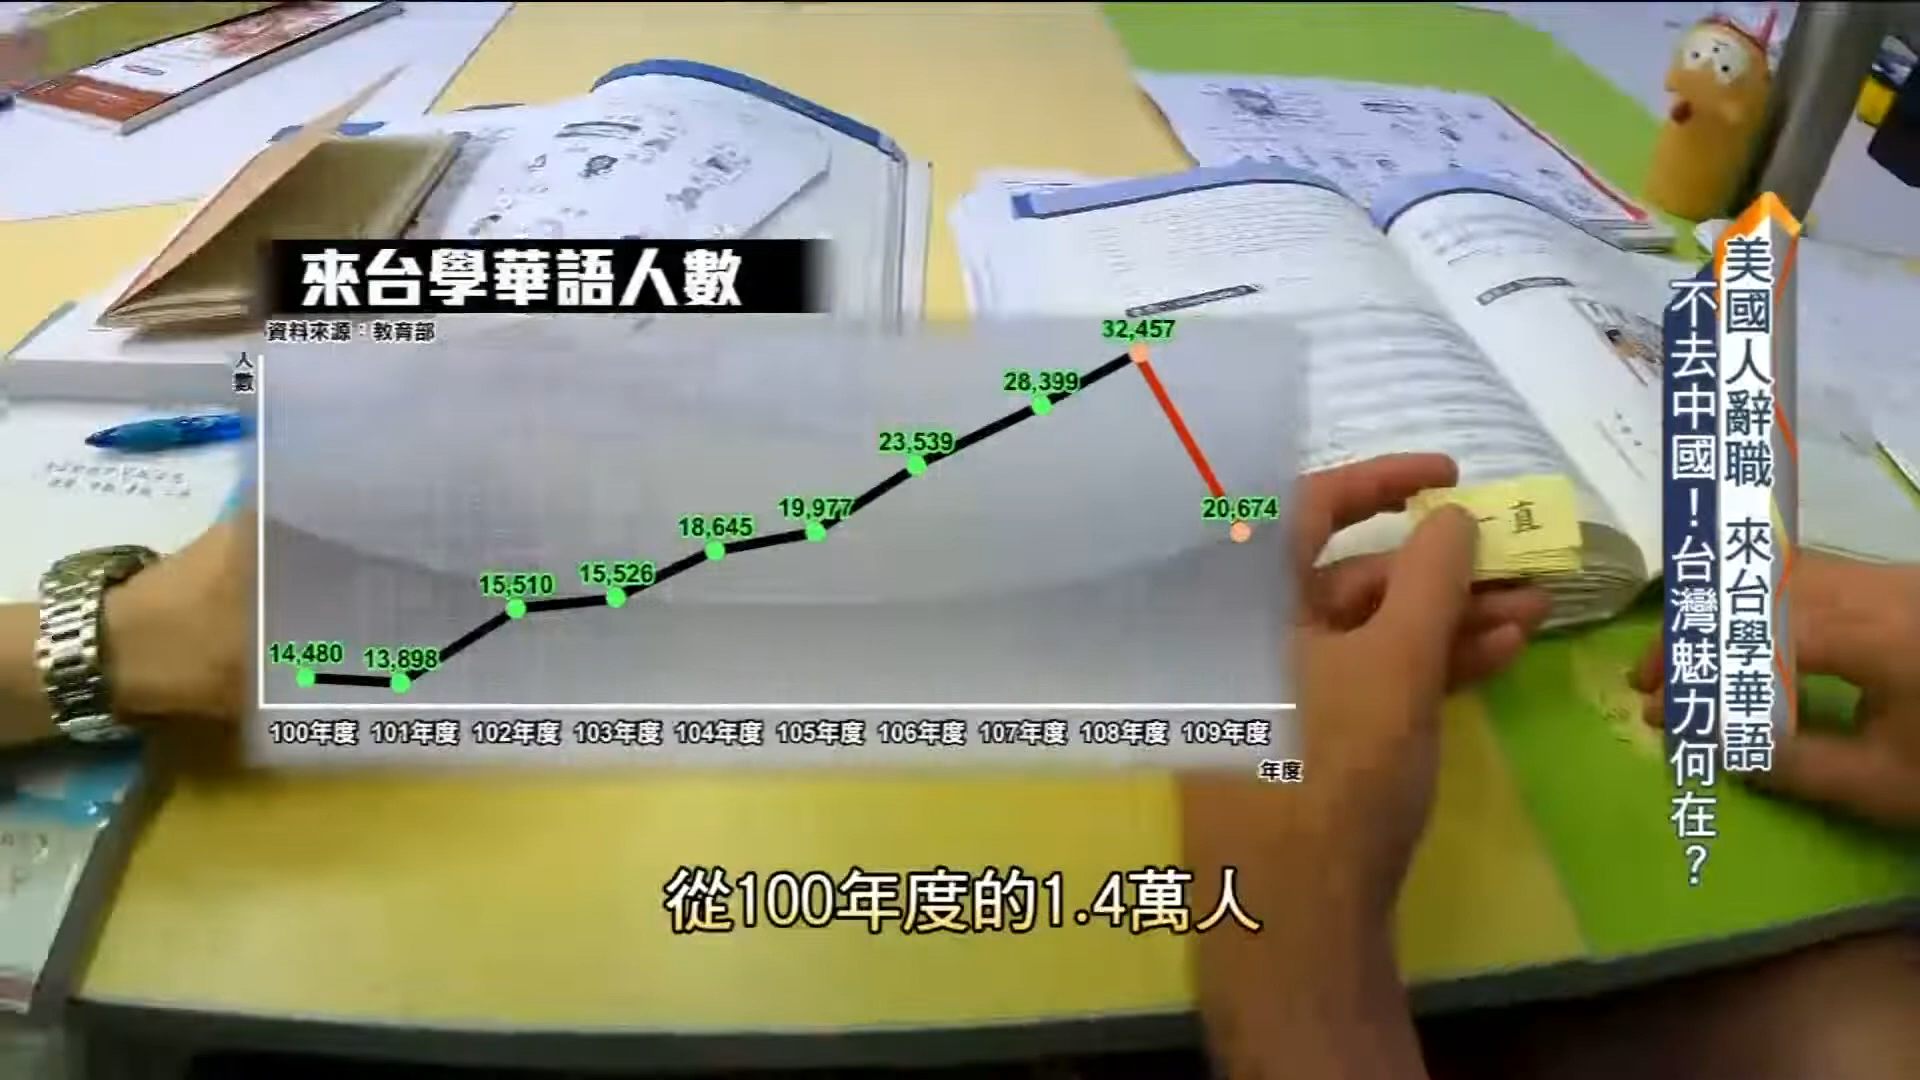 來台學華語人數
資料來源：教育部
人數
32,457
28,399
23,539
20,674
19,977
18,645
15,526
15,510
14,480
13,898
100年度 101年度 102年度 103年度 104年度 105年度 106年度 107年度 108年度 109年度
年度
美國人辭職 來台學華語
不去中國！台灣魅力何在？
一直
從100年度的1.4萬人